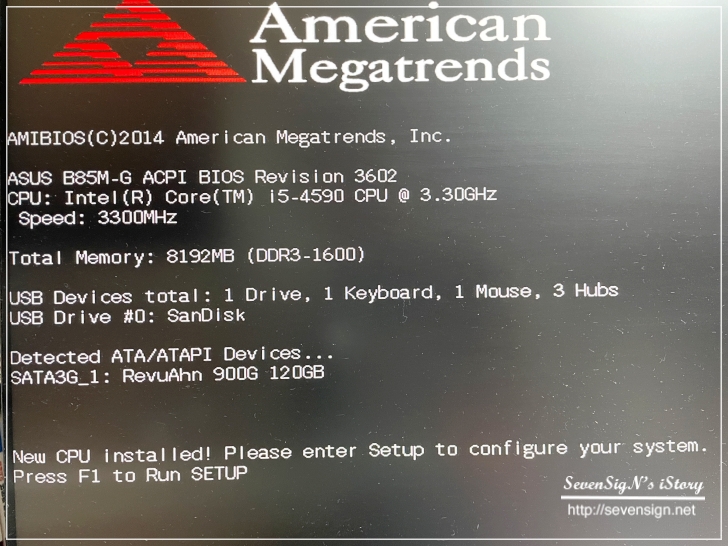 American
Megatrends
AMIBIOS(C)2014 American Megatrends, Inc.
ASUS B85M-G ACPI BIOS Revision 3602
CPU: Intel(R) Core(TM) i5-4590 CPU @ 3.30GHz
Speed: 3300MHz
Total Memory: 8192MB (DDR3-1600)
USB Devices total: 1 Drive, 1 Keyboard, 1 Mouse, 3 Hubs
USB Drive #0: SanDisk
Detected ATA/ATAPI Devices...
SATA3G_1: RevuAhn 900G 120GB
New CPU installed! Please enter Setup to configure your system.
Press F1 to Run SETUP
SevenSigN's iStory
http://sevensign.net